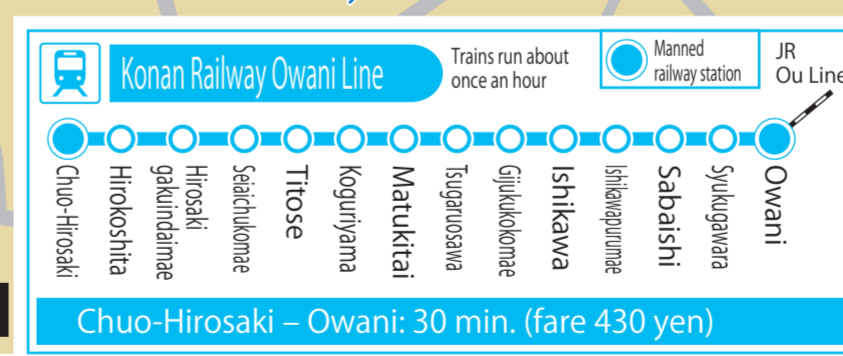 Konan Railway Owani Line
Trains run about
once an hour
Manned
railway station
JR
Ou Line
Chuo-Hirosaki
Hirokoshita
Hirosaki
gakuindaimae
Seiaichukomae
Titose
Koguriyama
Matukitai
Tsugaruosawa
Gijukukokomae
Ishikawa
Ishikawapurumae
Sabaishi
Syukugawara
Owani
Chuo-Hirosaki – Owani: 30 min. (fare 430 yen)